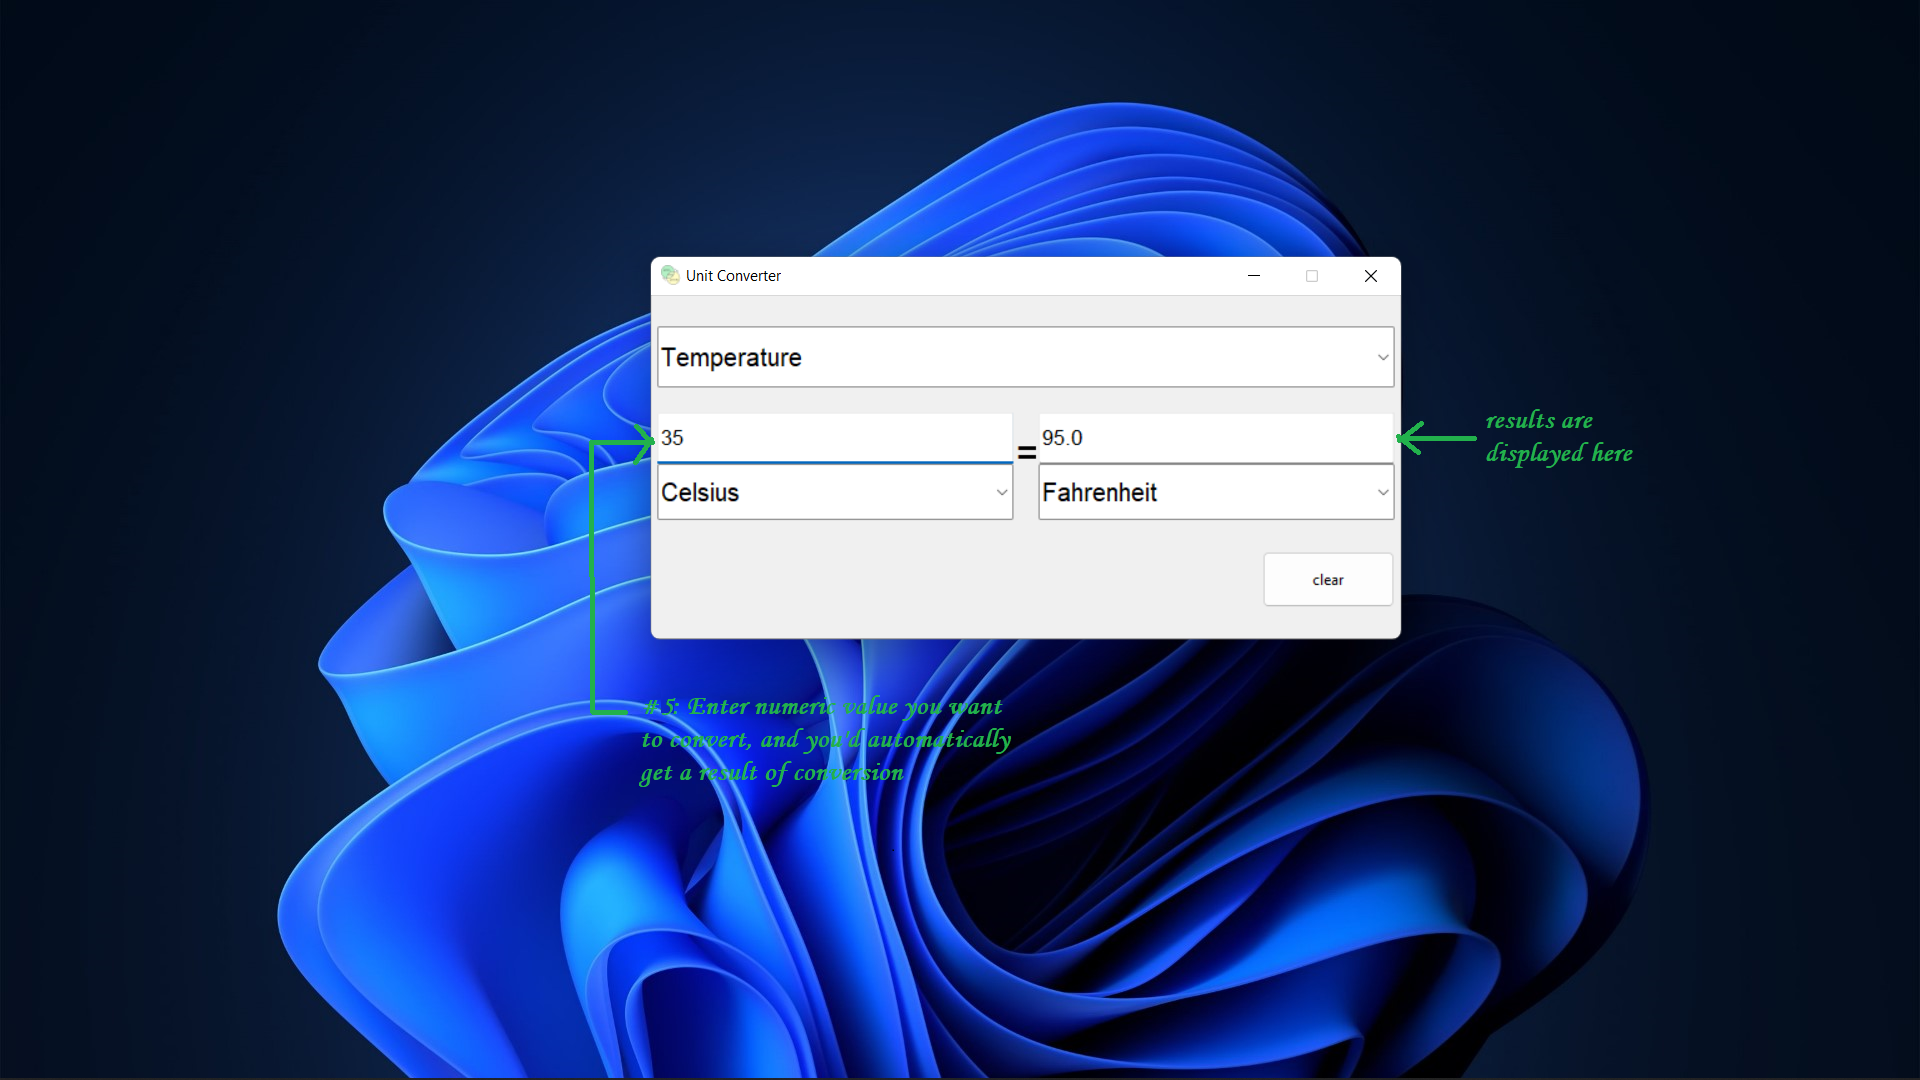 Unit Converter
Temperature
35
=
95.0
Celsius
Fahrenheit
clear
results are
displayed here
#5: Enter numeric value you want
to convert, and you'd automatically
get a result of conversion